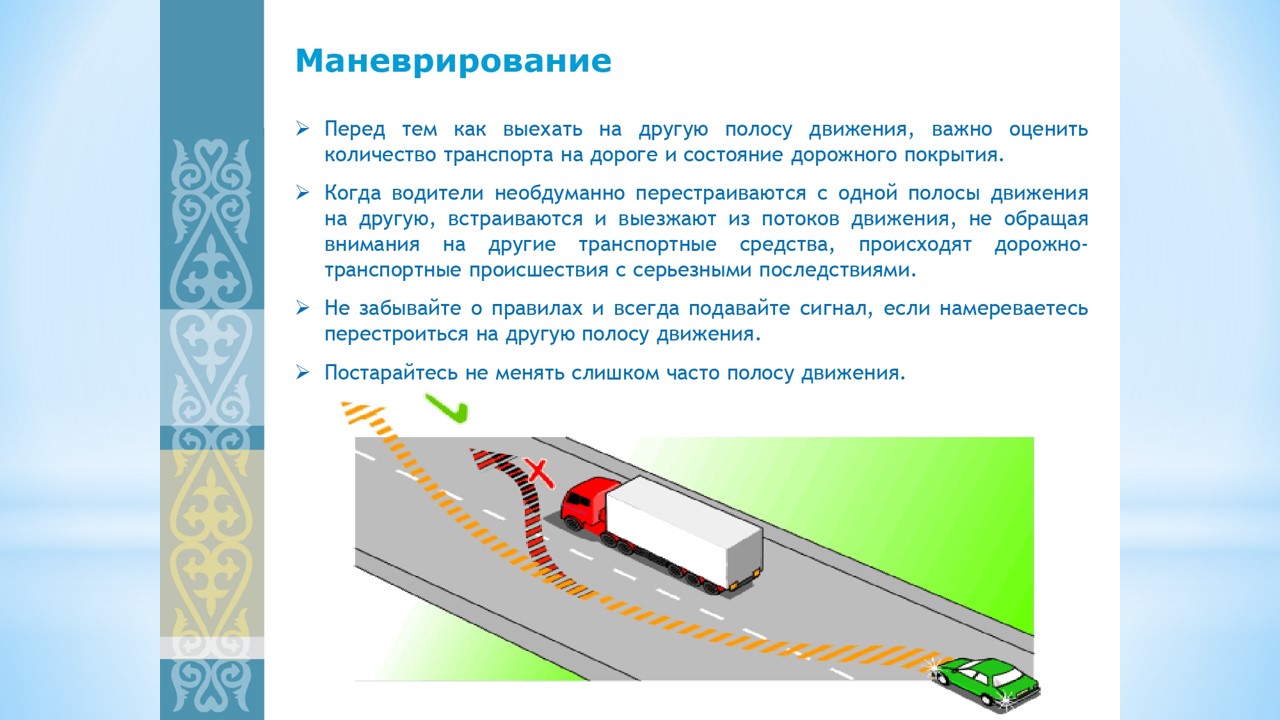 Маневрирование
➢ Перед тем как выехать на другую полосу движения, важно оценить
количество транспорта на дороге и состояние дорожного покрытия.
➢ Когда водители необдуманно перестраиваются с одной полосы движения
на другую, встраиваются и выезжают из потоков движения, не обращая
внимания на другие транспортные средства, происходят дорожно-
транспортные происшествия с серьезными последствиями.
➢ Не забывайте о правилах и всегда подавайте сигнал, если намереваетесь
перестроиться на другую полосу движения.
➢ Постарайтесь не менять слишком часто полосу движения.